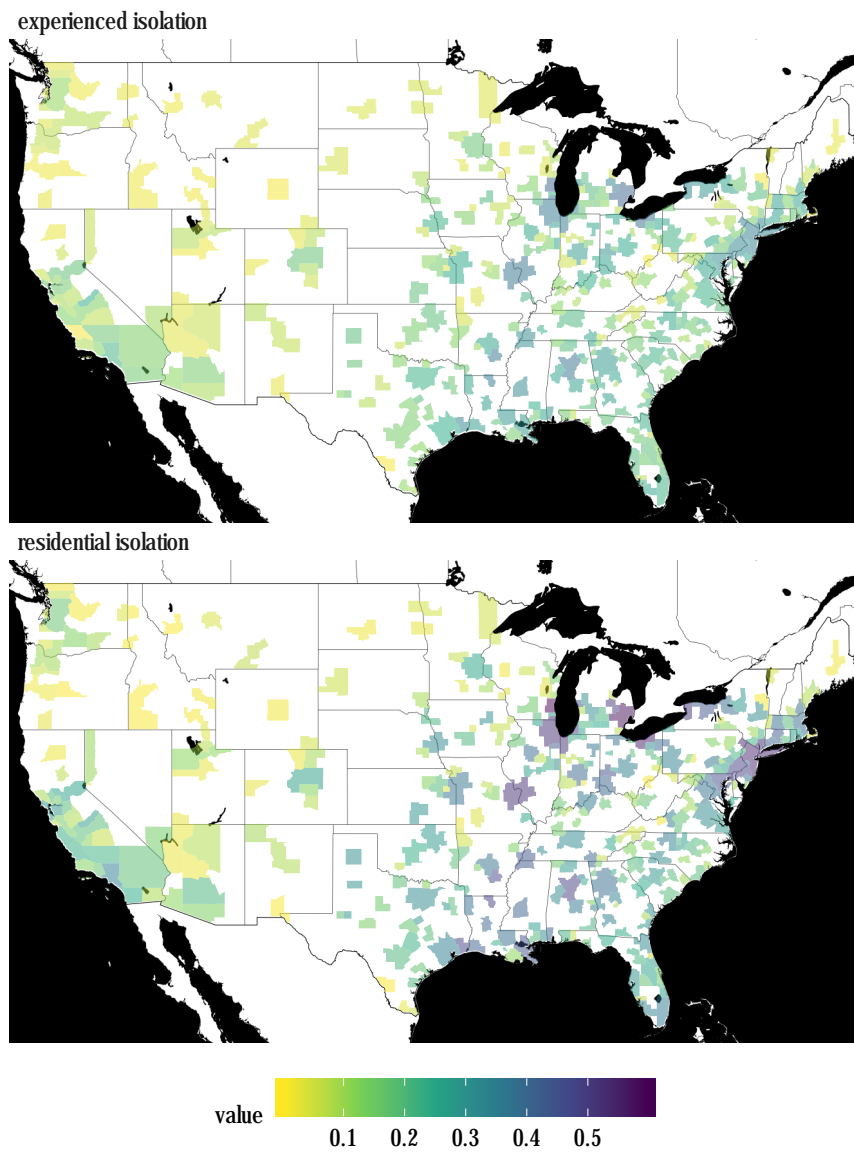 experienced isolation
residential isolation
value
0.1 0.2 0.3 0.4 0.5